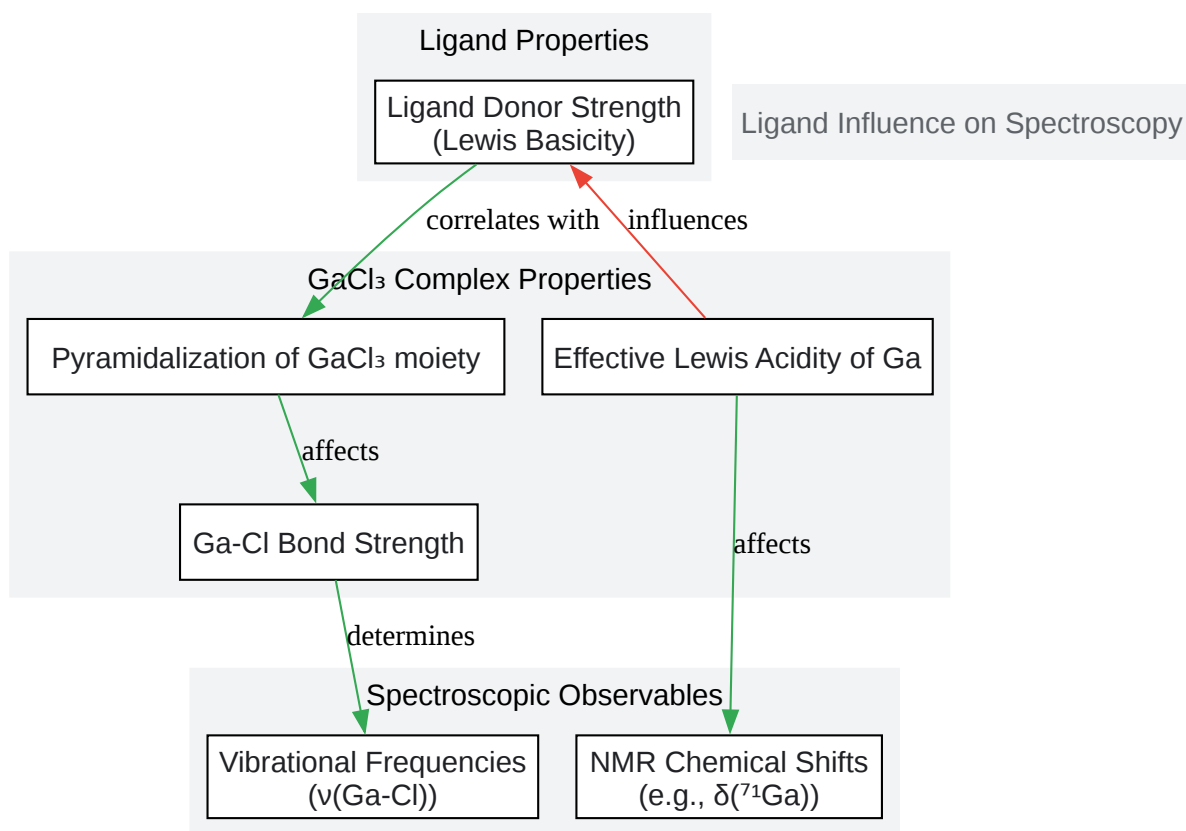 Ligand Properties
Ligand Donor Strength
(Lewis Basicity)
Ligand Influence on Spectroscopy
correlates with
influences
GaCl₃ Complex Properties
Pyramidalization of GaCl₃ moiety
Effective Lewis Acidity of Ga
affects
Ga-Cl Bond Strength
affects
determines
Spectroscopic Observables
Vibrational Frequencies
(ν(Ga-Cl))
NMR Chemical Shifts
(e.g., δ(⁷¹Ga))